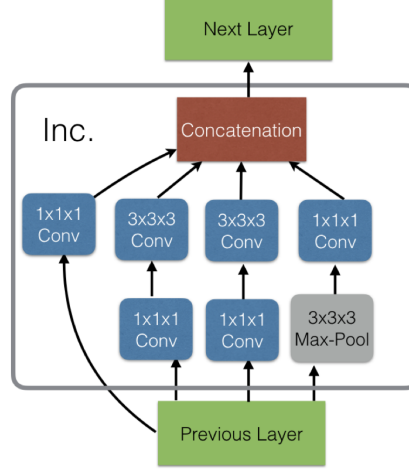 Next Layer
Inc.
Concatenation
1x1x1
Conv
3x3x3
Conv
3x3x3
Conv
1x1x1
Conv
1x1x1
Conv
1x1x1
Conv
3x3x3
Max-Pool
Previous Layer